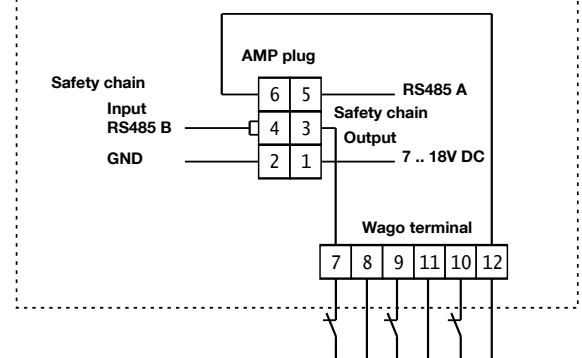 AMP plug
Safety chain
Input
6 5
RS485 A
RS485 B
4 3
Safety chain
Output
GND
2 1
7 .. 18V DC
Wago terminal
7 8 9 11 10 12